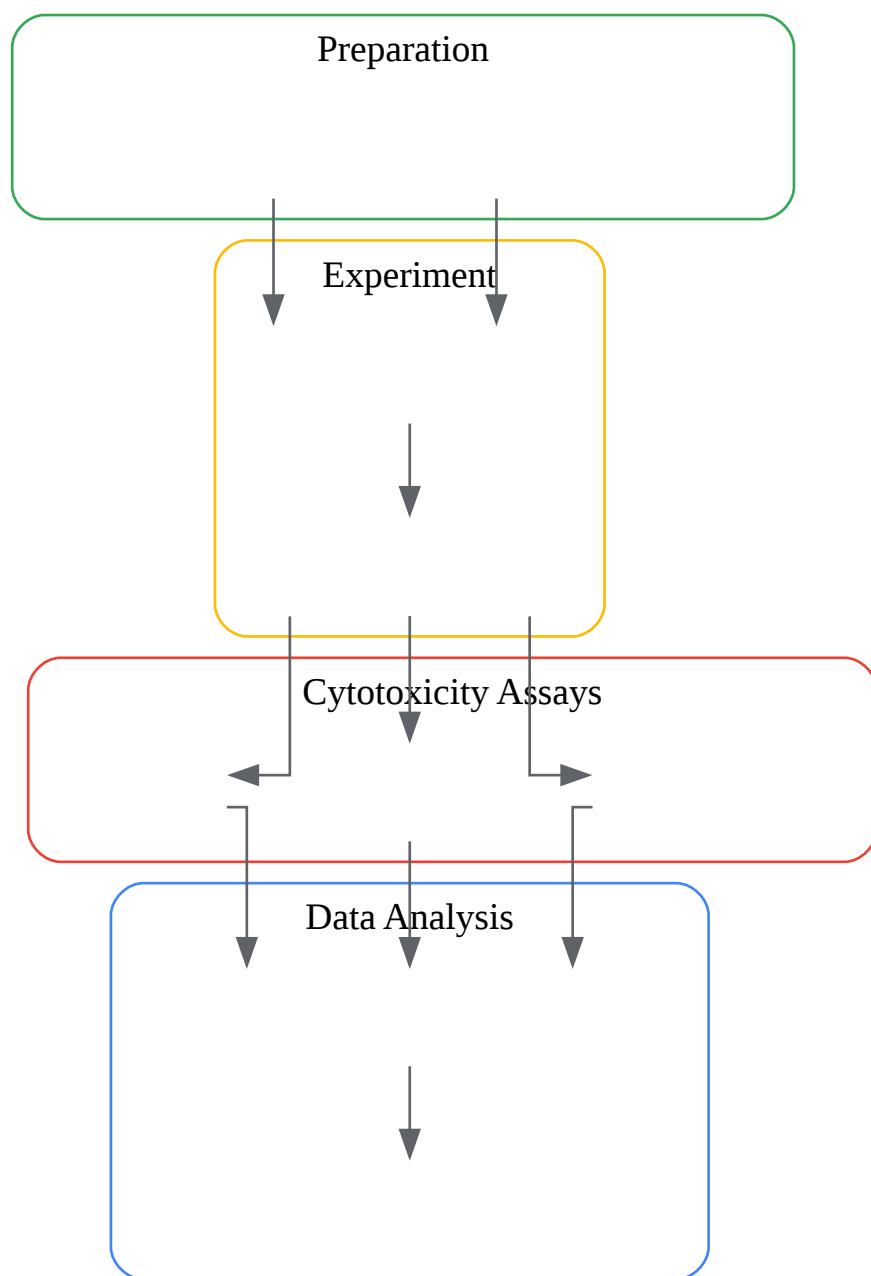 Preparation
Experiment
Cytotoxicity Assays
Data Analysis